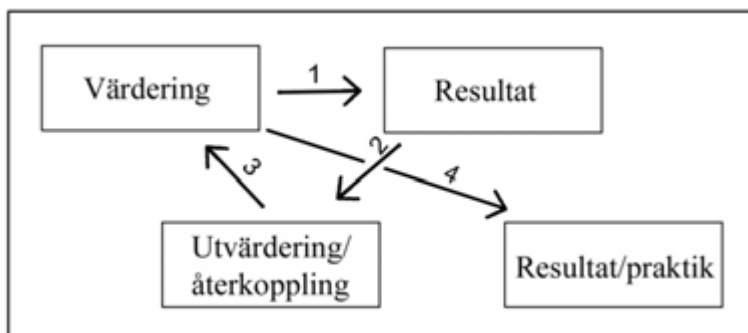 Värdering
1
Resultat
2
3
4
Utvärdering/
återkoppling
Resultat/praktik